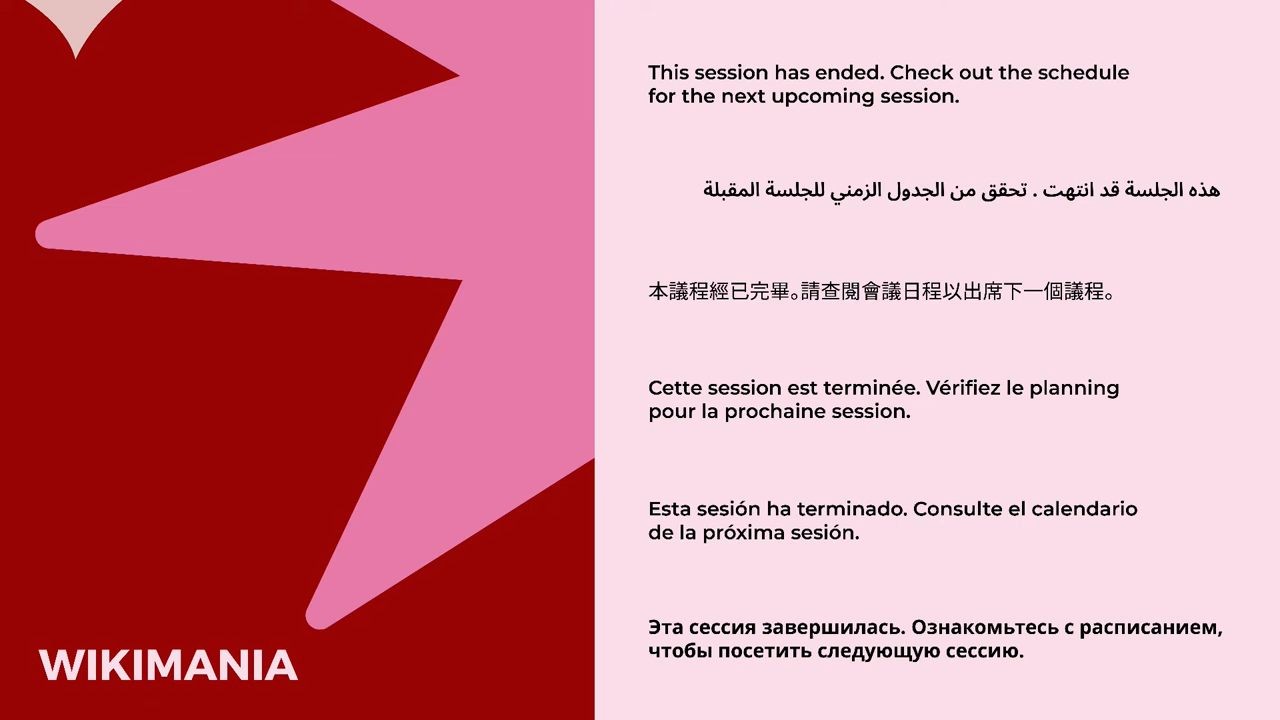 This session has ended. Check out the schedule
for the next upcoming session.
هذه الجلسة قد انتهت . تحقق من الجدول الزمني للجلسة المقبلة
本議程經已完畢。請查閱會議日程以出席下一個議程。
Cette session est terminée. Vérifiez le planning
pour la prochaine session.
Esta sesión ha terminado. Consulte el calendario
de la próxima sesión.
Эта сессия завершилась. Ознакомьтесь с расписанием,
чтобы посетить следующую сессию.
WIKIMANIA